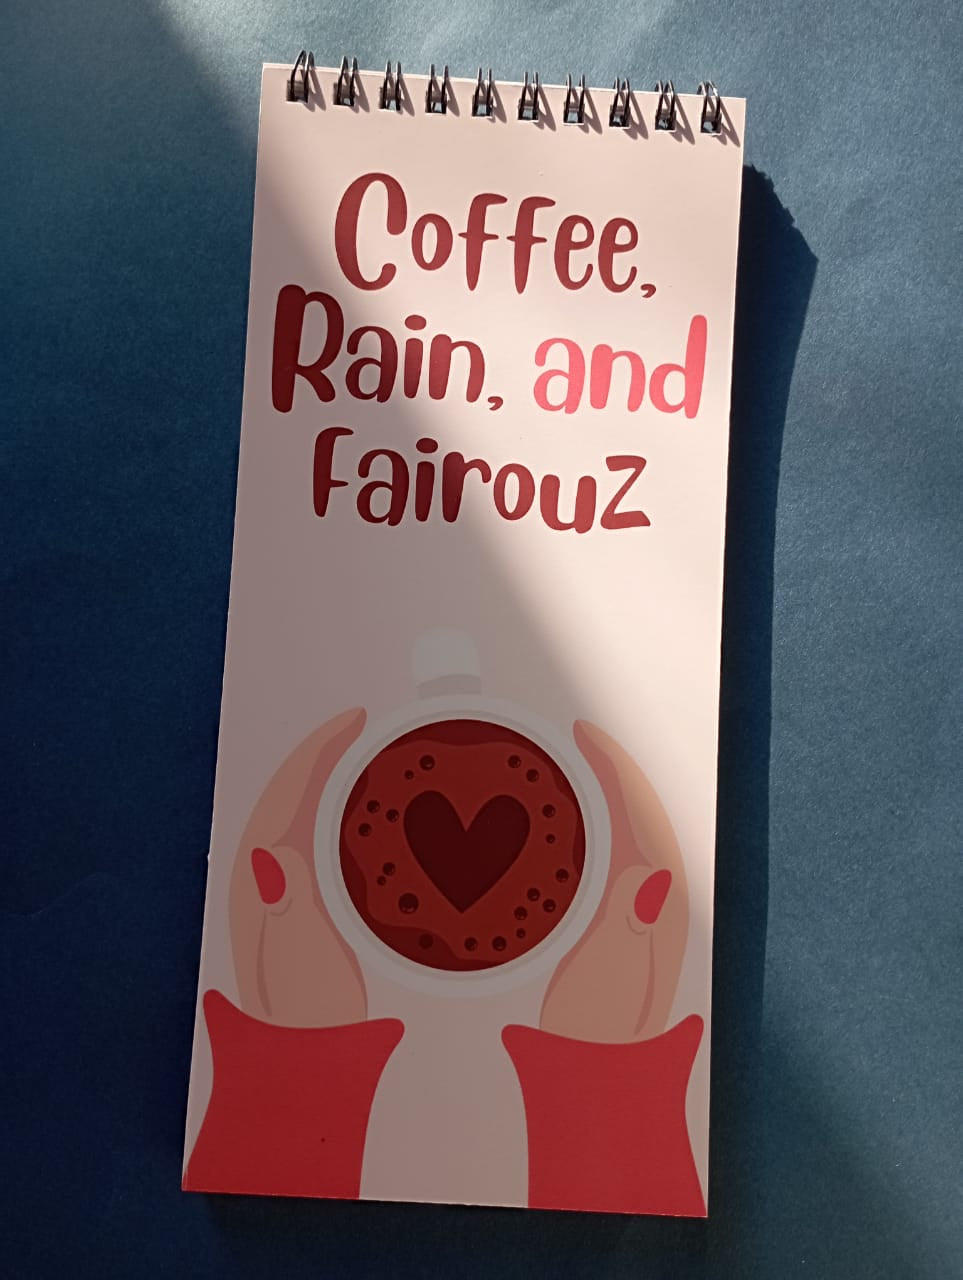 Coffee,
Rain, and
Fairouz